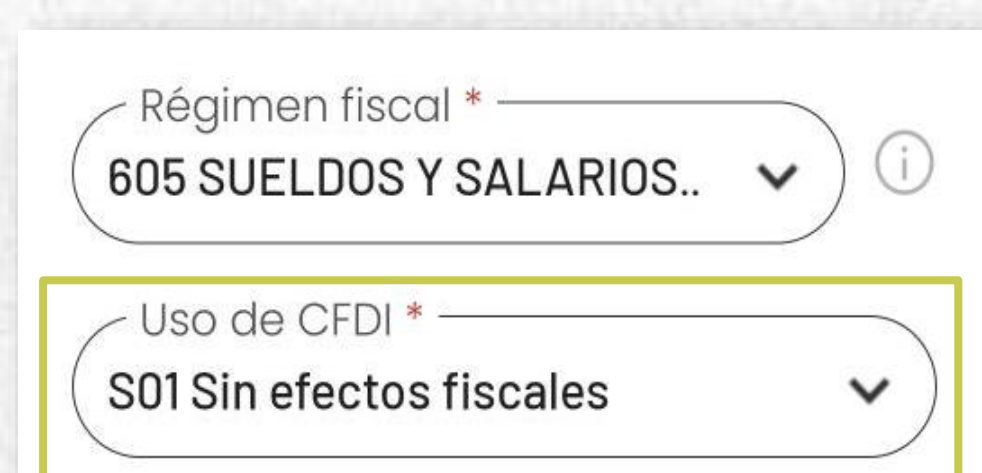 Régimen fiscal *
605 SUELDOS Y SALARIOS..
Uso de CFDI *
S01 Sin efectos fiscales